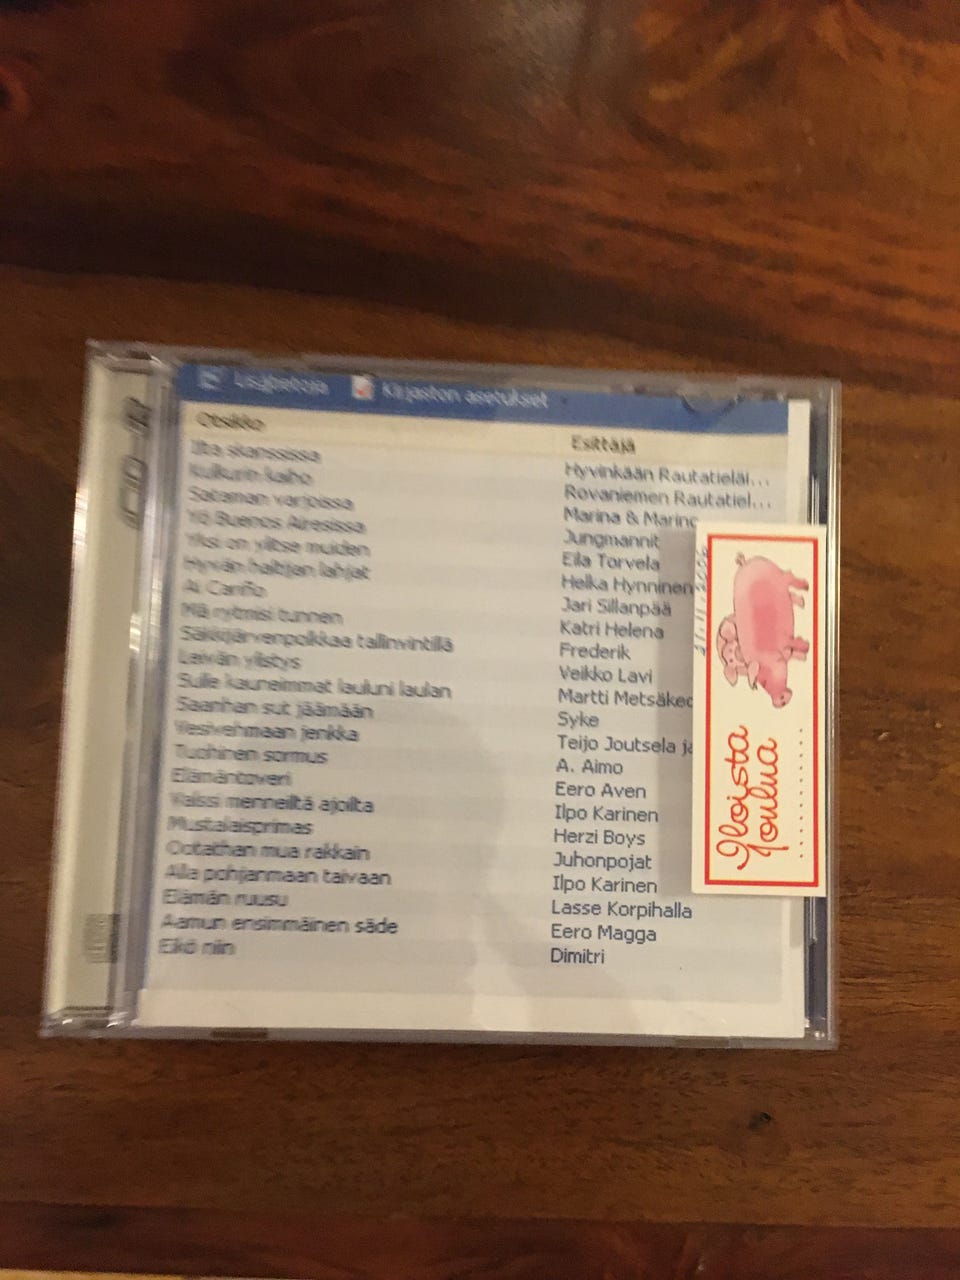 Lisätietoja Kirjaston asetukset
Otsikko Esittäjä
Ilta skanssissa Hyvinkään Rautatieläi...
Kulkurin kaiho Rovaniemen Rautatiel...
Sataman varjoissa Marina & Marino
Yö Buenos Airesissa Jungmannit
Yksi on ylitse muiden Eila Torvela
Hyvän haltijan lahjat Helka Hynninen
Ai Cariño Jari Sillanpää
Mä rytmisi tunnen Katri Helena
Säkkijärvenpolkkaa tallinvintillä Frederik
Leivän ylistys Veikko Lavi
Sulle kauneimmat lauluni laulan Martti Metsäket
Saanhan sut jäämään Syke
Vesivehmaan jenkka Teijo Joutsela ja
Tuohinen sormus A. Aimo
Elämäntoveri Eero Aven
Valssi menneiltä ajoilta Ilpo Karinen
Mustalaisprimas Herzi Boys
Ootathan mua rakkain Juhonpojat
Alla pohjanmaan taivaan Ilpo Karinen
Elämän ruusu Lasse Korpihalla
Aamun ensimmäinen säde Eero Magga
Eikö niin Dimitri
Iloista
Joulua